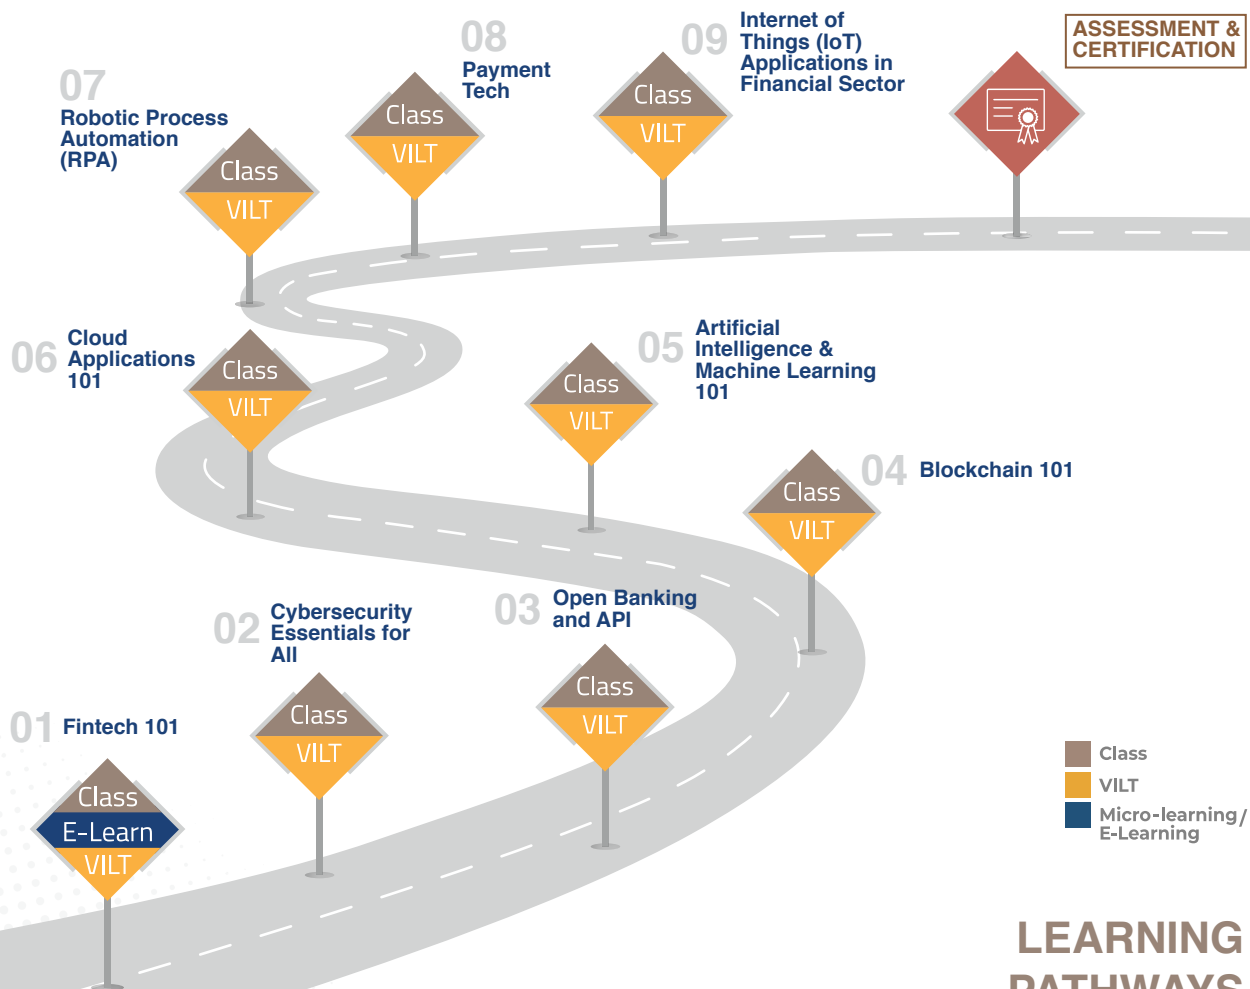 07
Robotic Process
Automation
(RPA)
Class
VILT
08
Payment
Tech
Class
VILT
09
Internet of
Things (IoT)
Applications in
Financial Sector
Class
VILT
ASSESSMENT &
CERTIFICATION
06
Cloud
Applications
101
Class
VILT
05
Artificial
Intelligence &
Machine Learning
101
Class
VILT
04
Blockchain 101
Class
VILT
03
Open Banking
and API
Class
VILT
02
Cybersecurity
Essentials for
All
Class
VILT
01
Fintech 101
Class
E-Learn
VILT
Class
VILT
Micro-learning/
E-Learning
LEARNING
PATHWAYS